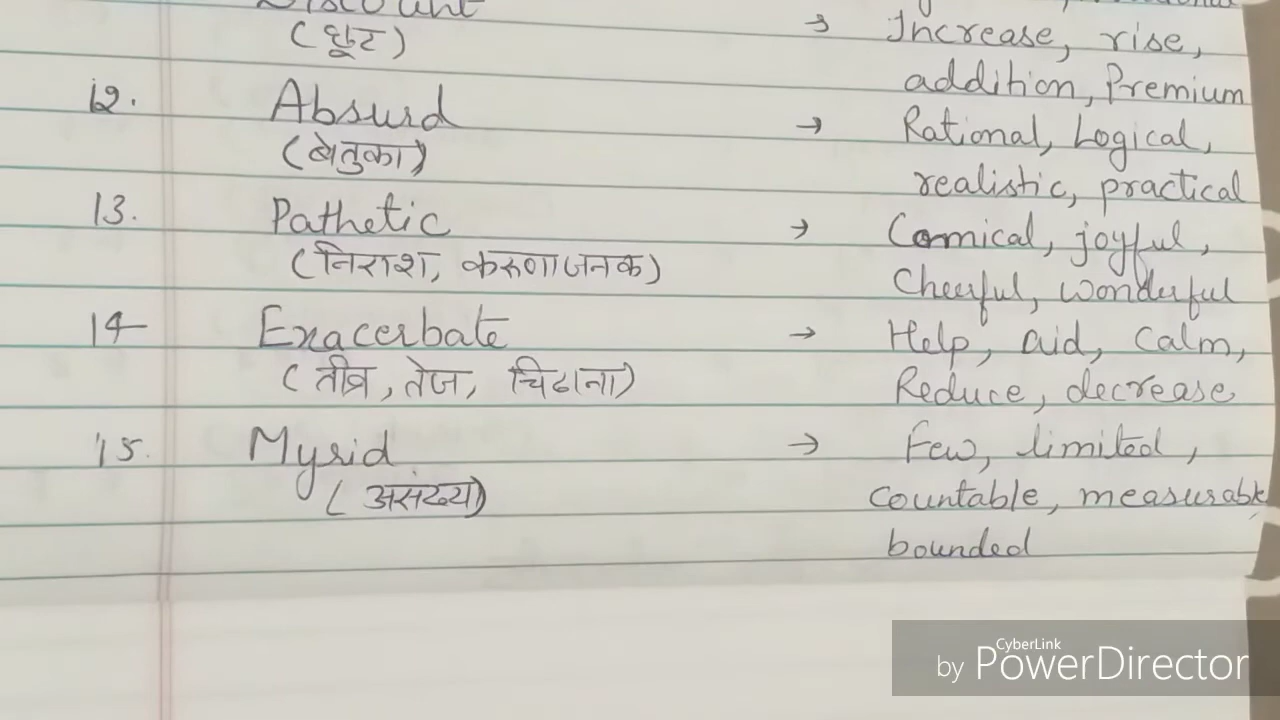 Discount → Increase, rise,
(छूट) addition, Premium
12. Absurd → Rational, Logical,
(बेतुका) realistic, practical
13. Pathetic → Comical, joyful,
(निराश, करुणाजनक) Cheerful, wonderful
14 Exacerbate → Help, aid, Calm,
(तीव्र, तेज, चिढाना) Reduce, decrease
15. Myrid → Few, limited,
(असंख्य) countable, measurable
bounded
CyberLink
by PowerDirector